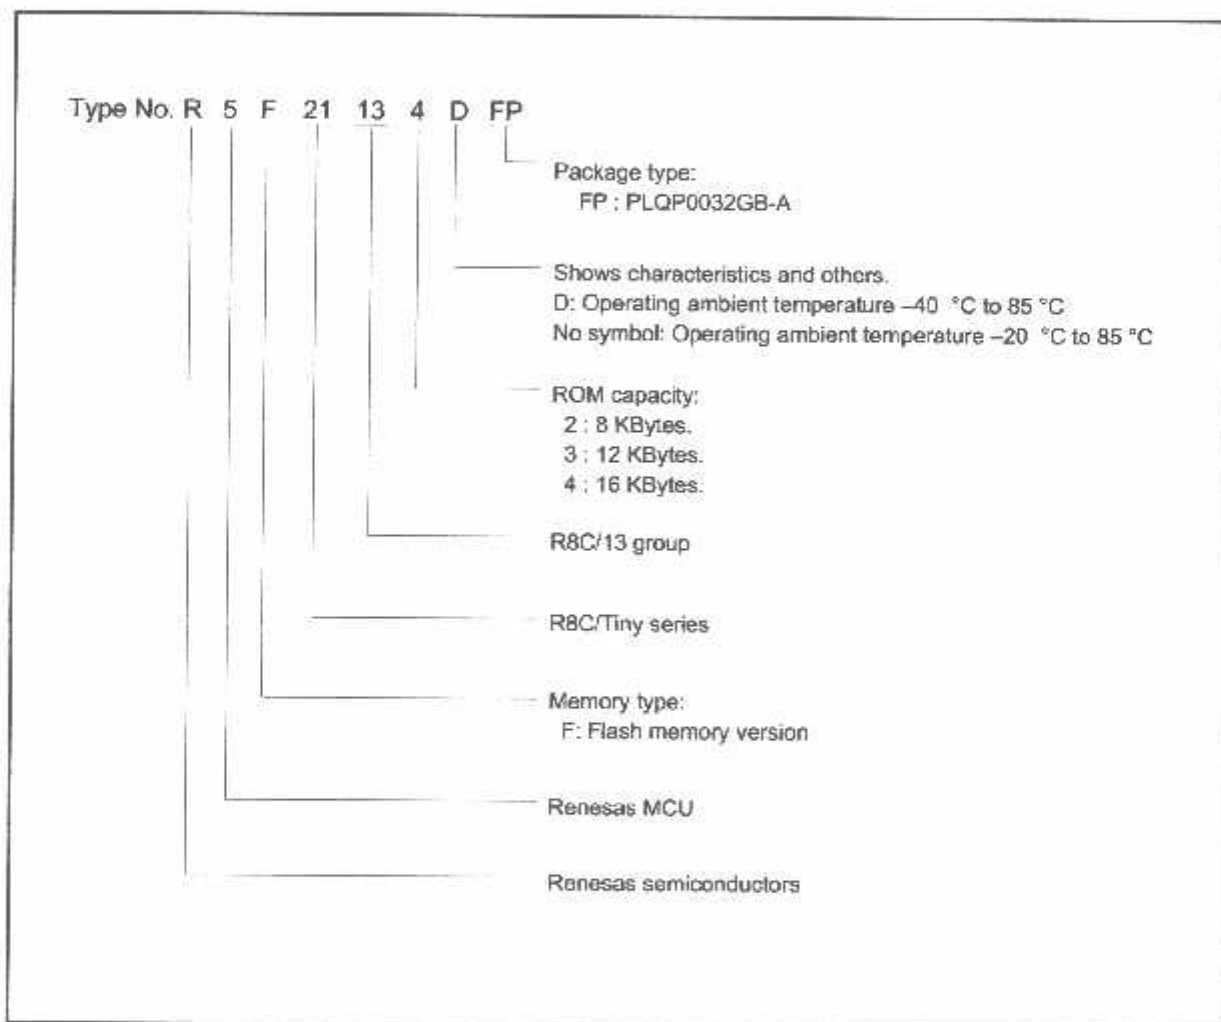 Type No. R 5 F 21 13 4 D FP
Package type:
FP : PLQP0032GB-A
Shows characteristics and others.
D: Operating ambient temperature –40 °C to 85 °C
No symbol: Operating ambient temperature –20 °C to 85 °C
ROM capacity:
2 : 8 KBytes.
3 : 12 KBytes.
4 : 16 KBytes.
R8C/13 group
R8C/Tiny series
Memory type:
F: Flash memory version
Renesas MCU
Renesas semiconductors